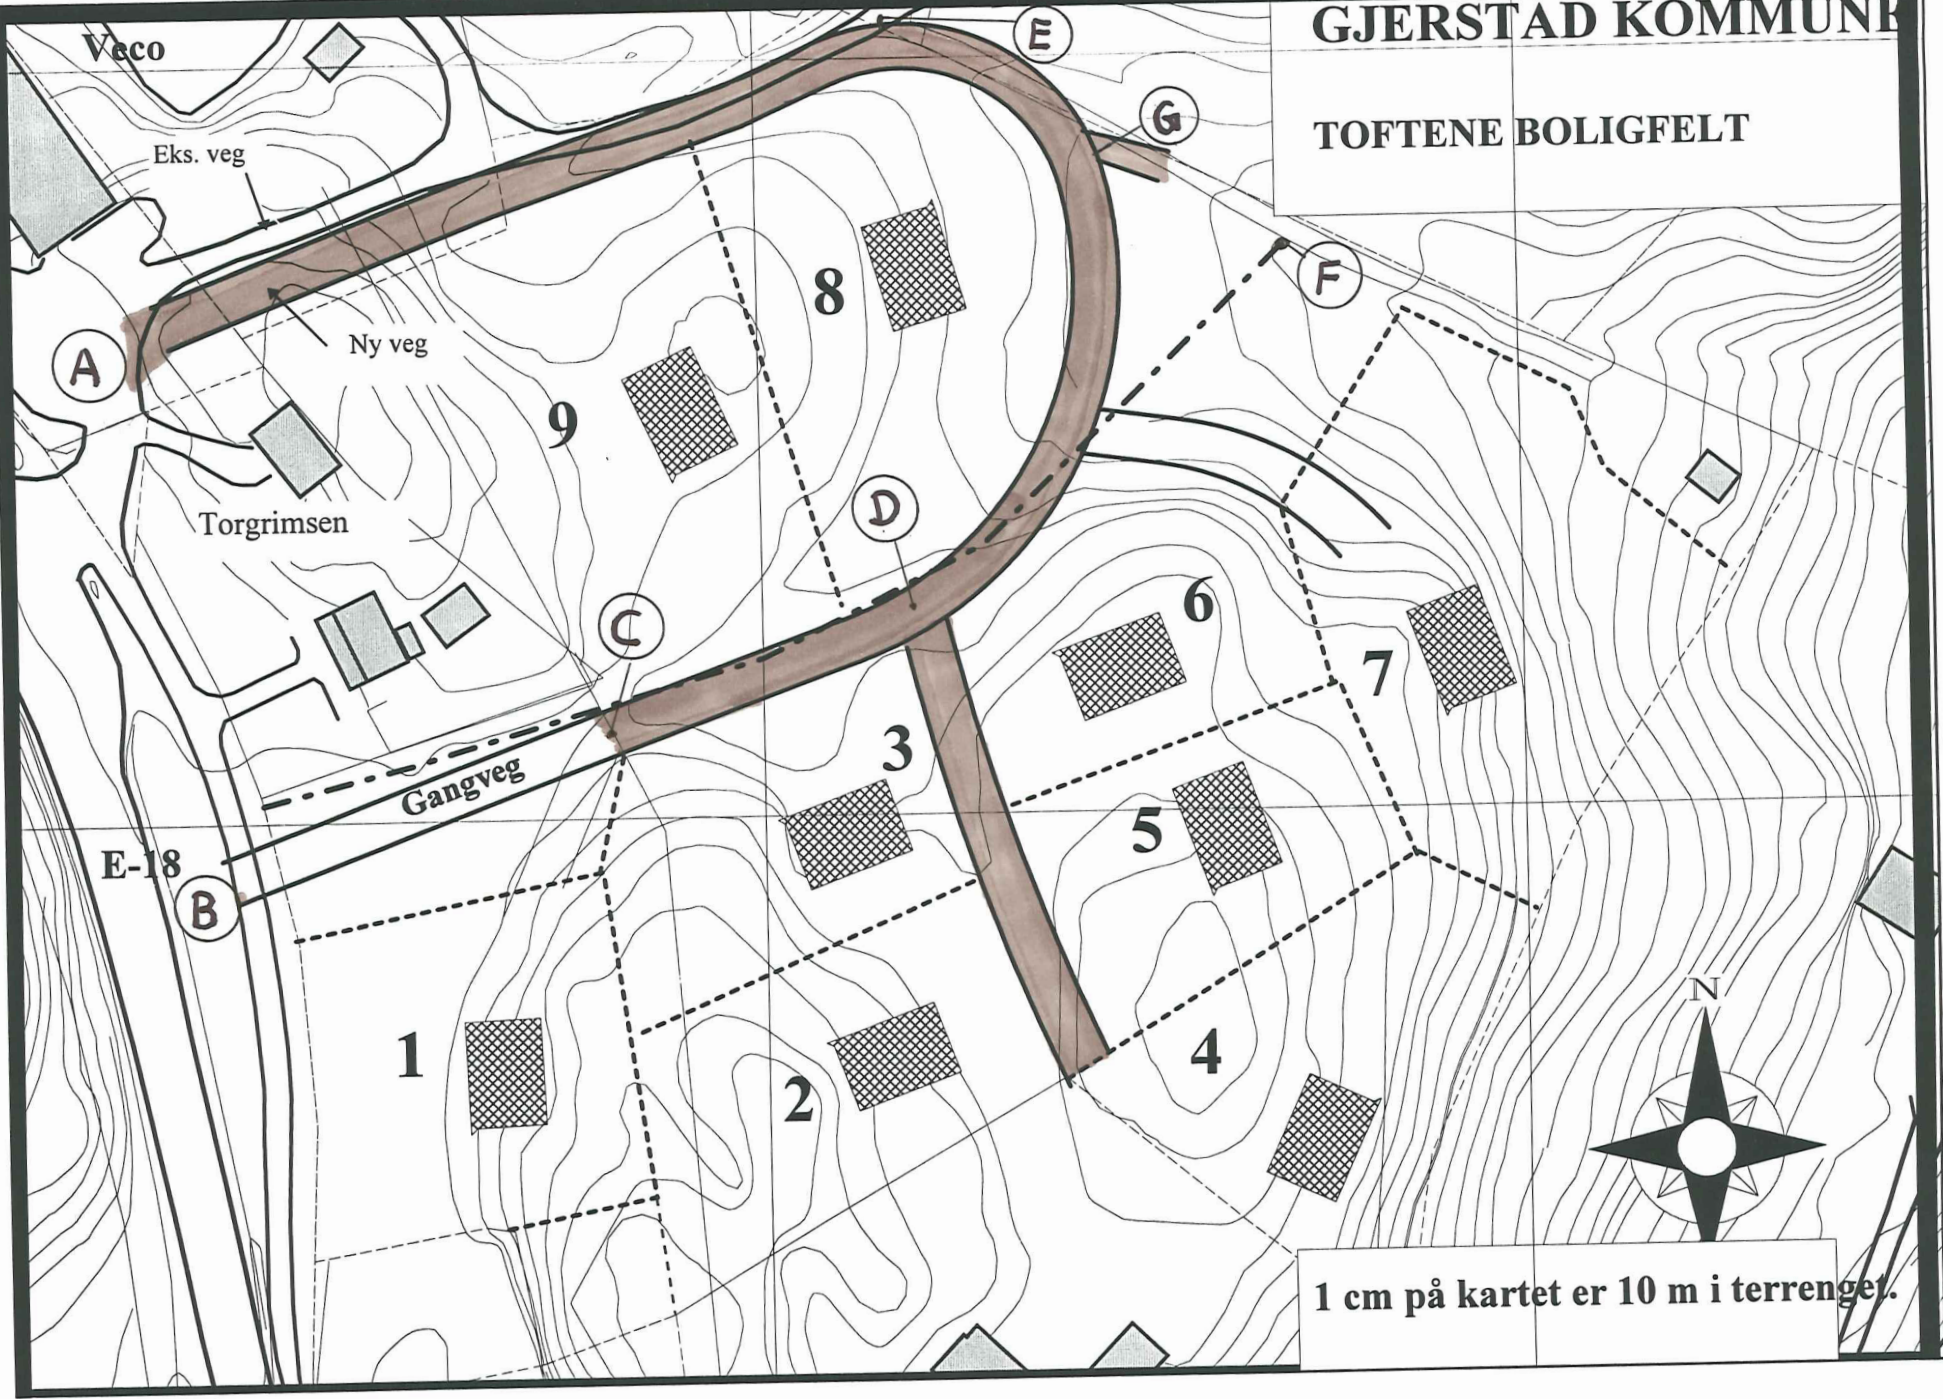 GJERSTAD KOMMUNE
TOFTENE BOLIGFELT
Veco
Eks. veg
E
G
F
Ny veg
A
8
9
D
Torgrimsen
C
6
7
3
Gangveg
5
E-18
B
1
2
4
N
1 cm på kartet er 10 m i terrenget.